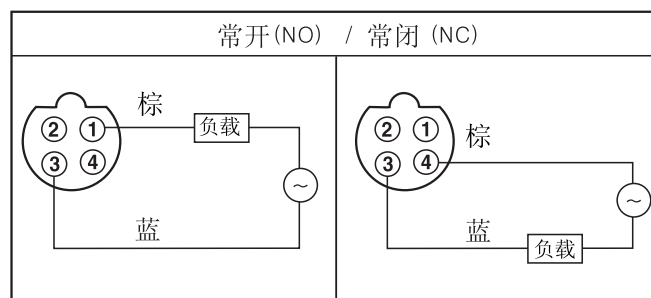 常开(NO) / 常闭 (NC)
棕
② ① 负载
③ ④
~
蓝
② ① 棕
③ ④
~
蓝
负载